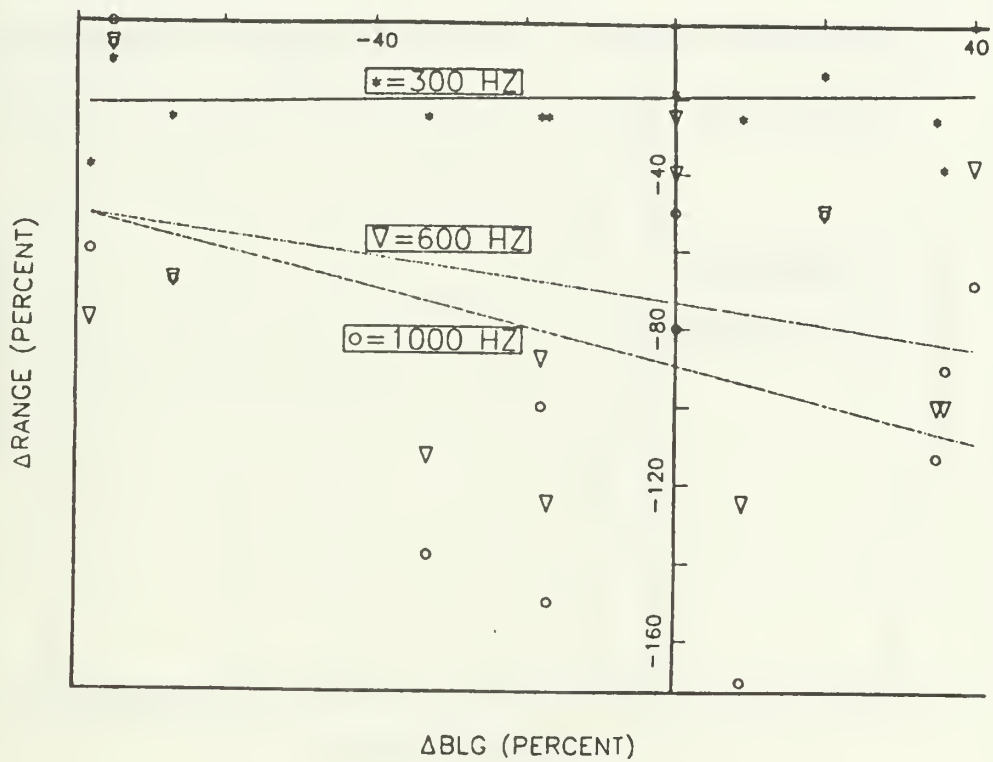 -40
40
*=300 HZ
-40
∇=600 HZ
-80
o=1000 HZ
-120
-160
ΔRANGE (PERCENT)
ΔBLG (PERCENT)